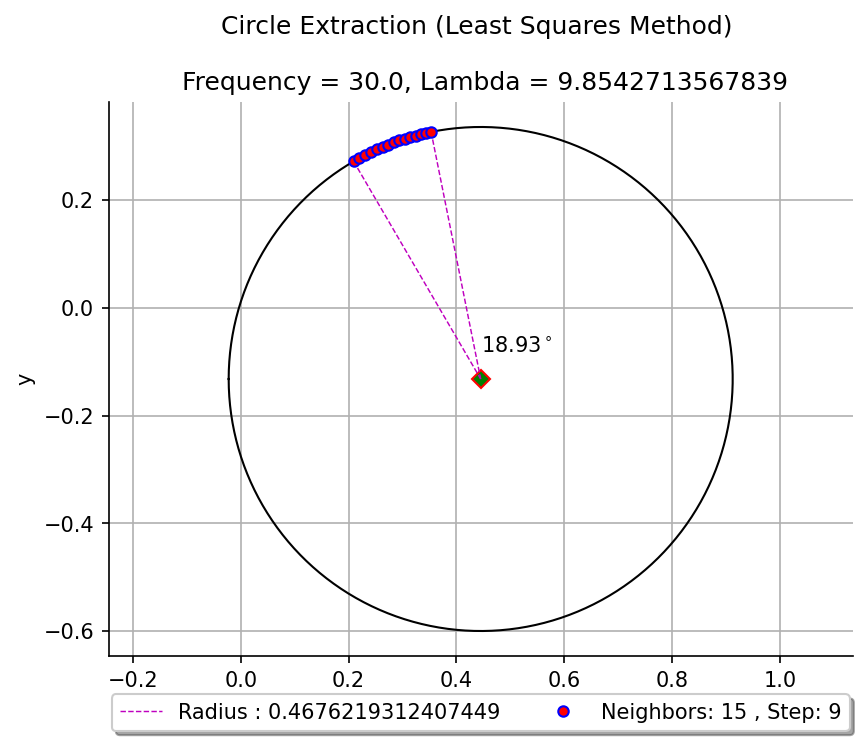 Circle Extraction (Least Squares Method)
Frequency = 30.0, Lambda = 9.8542713567839
0.2
0.0
−0.2
−0.4
−0.6
y
18.93°
−0.2 0.0 0.2 0.4 0.6 0.8 1.0
Radius : 0.4676219312407449 Neighbors: 15 , Step: 9